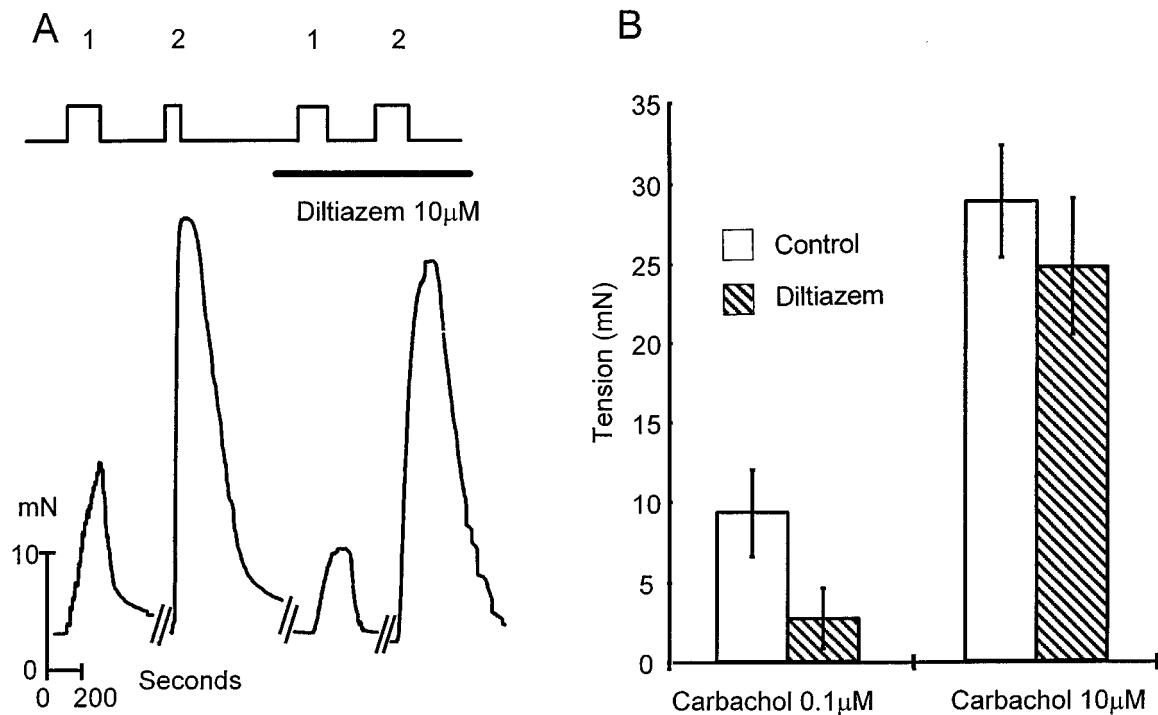 A
1 2 1 2
Diltiazem 10μM
mN
10
0
0 200
Seconds
B
35
30
25
20
15
10
5
0
Tension (mN)
Control
Diltiazem
Carbachol 0.1μM
Carbachol 10μM